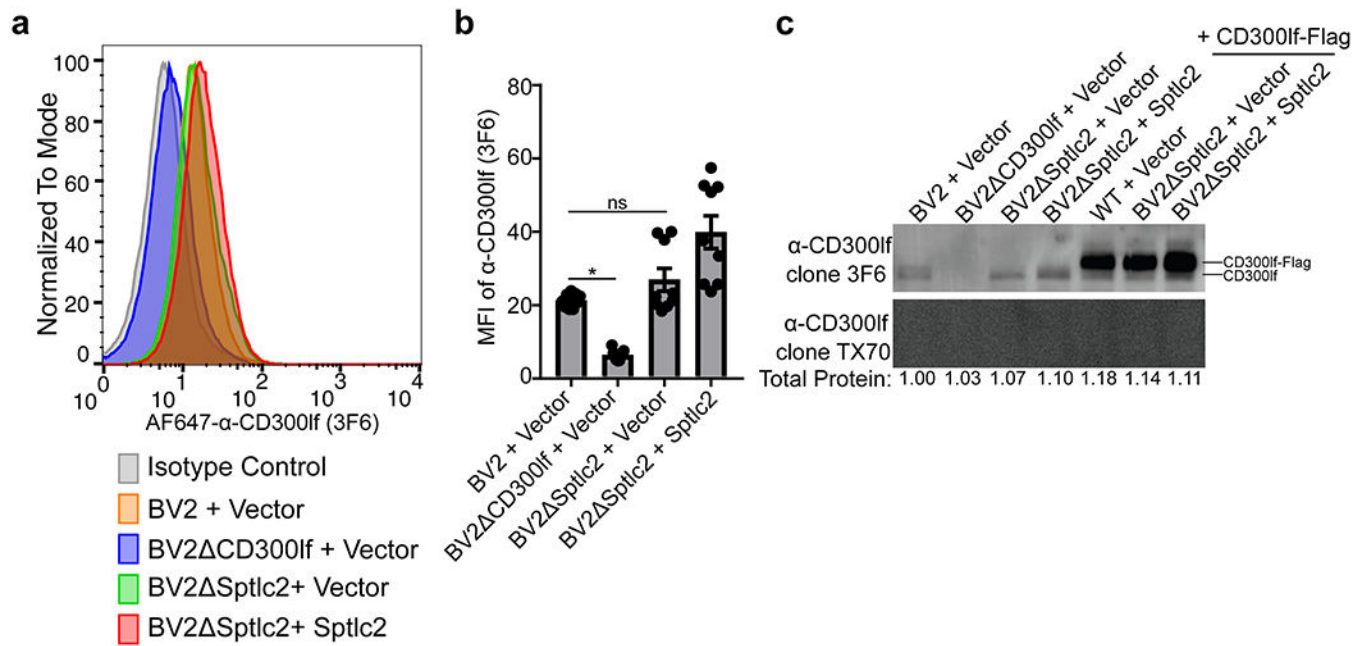 a
Normalized To Mode
100
80
60
40
20
0
10 0
10 1
10 2
10 3
10 4
AF647-α-CD300lf (3F6)
Isotype Control
BV2 + Vector
BV2ΔCD300lf + Vector
BV2ΔSptlc2+ Vector
BV2ΔSptlc2+ Sptlc2
b
MFI of α-CD300lf (3F6)
80
60
40
20
0
ns
*
BV2 + Vector
BV2ΔCD300lf + Vector
BV2ΔSptlc2 + Vector
BV2ΔSptlc2 + Sptlc2
c
+ CD300lf-Flag
BV2 + Vector
BV2ΔCD300lf + Vector
BV2ΔSptlc2 + Vector
BV2ΔSptlc2 + Sptlc2
WT + Vector
BV2ΔSptlc2 + Vector
BV2ΔSptlc2 + Sptlc2
α-CD300lf
clone 3F6
CD300lf-Flag
CD300lf
α-CD300lf
clone TX70
Total Protein: 1.00 1.03 1.07 1.10 1.18 1.14 1.11